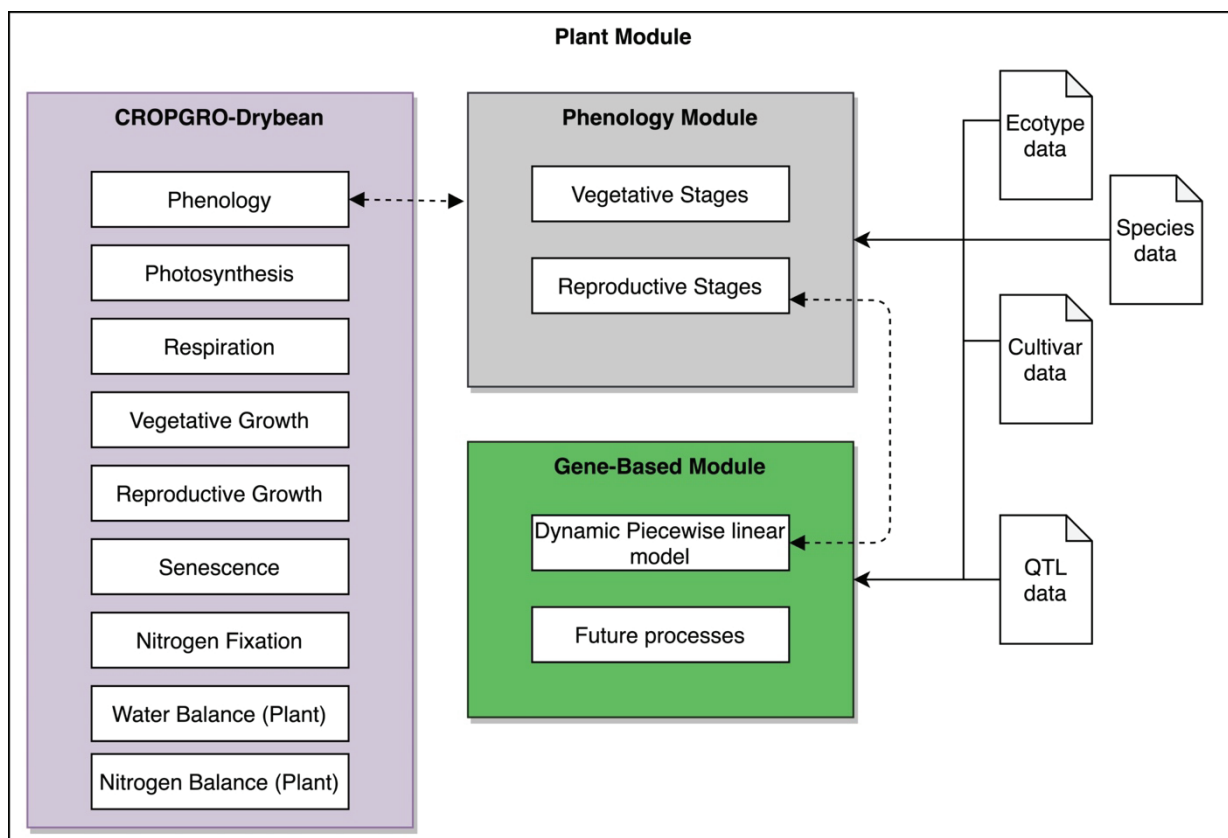 Plant Module
CROPGRO-Drybean
Phenology
Photosynthesis
Respiration
Vegetative Growth
Reproductive Growth
Senescence
Nitrogen Fixation
Water Balance (Plant)
Nitrogen Balance (Plant)
Phenology Module
Vegetative Stages
Reproductive Stages
Gene-Based Module
Dynamic Piecewise linear
model
Future processes
Ecotype
data
Species
data
Cultivar
data
QTL
data